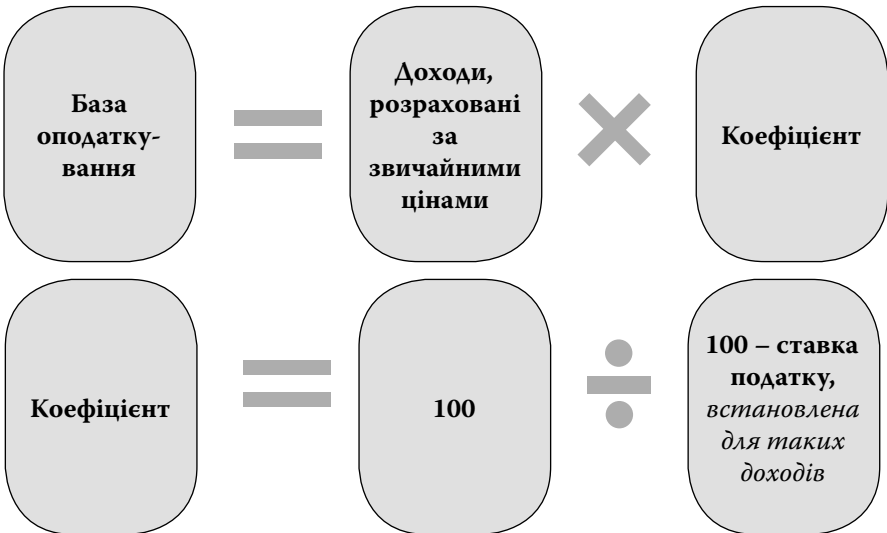 База
оподатку-
вання
=
Доходи,
розраховані
за
звичайними
цінами
×
Коефіцієнт
Коефіцієнт
=
100
÷
100 – ставка
податку,
встановлена
для таких
доходів